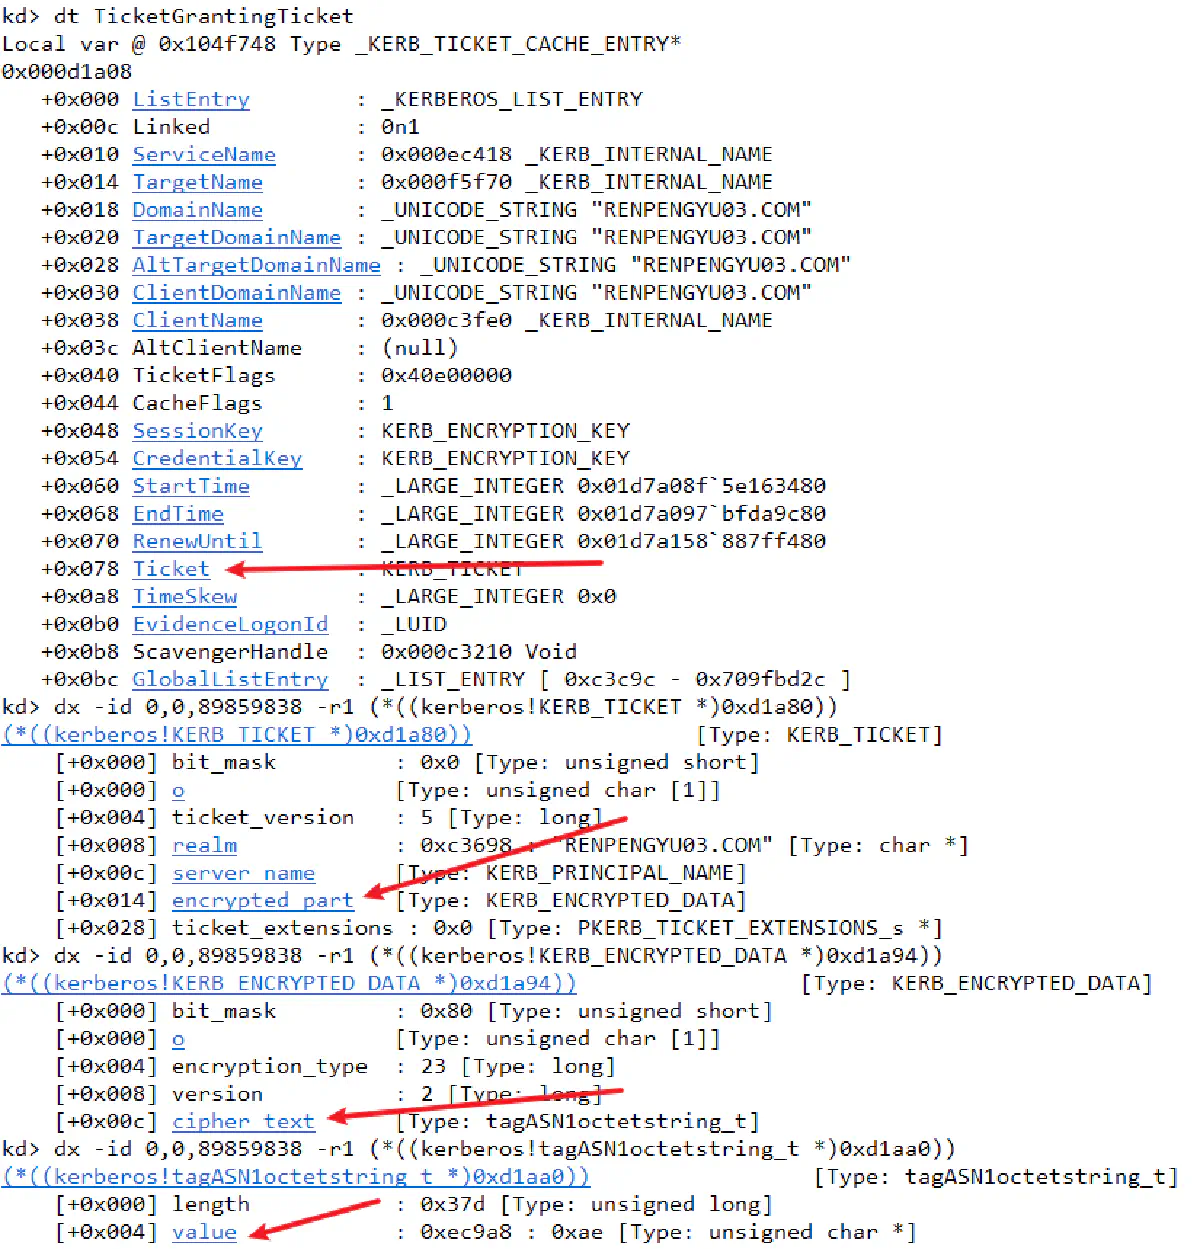 kd> dt TicketGrantingTicket
Local var @ 0x104f748 Type _KERB_TICKET_CACHE_ENTRY*
0x000d1a08
+0x000 ListEntry : _KERBEROS_LIST_ENTRY
+0x00c Linked : 0n1
+0x010 ServiceName : 0x000ec418 _KERB_INTERNAL_NAME
+0x014 TargetName : 0x000f5f70 _KERB_INTERNAL_NAME
+0x018 DomainName : _UNICODE_STRING "RENPENGYU03.COM"
+0x020 TargetDomainName : _UNICODE_STRING "RENPENGYU03.COM"
+0x028 AltTargetDomainName : _UNICODE_STRING "RENPENGYU03.COM"
+0x030 ClientDomainName : _UNICODE_STRING "RENPENGYU03.COM"
+0x038 ClientName : 0x000c3fe0 _KERB_INTERNAL_NAME
+0x03c AltClientName : (null)
+0x040 TicketFlags : 0x40e00000
+0x044 CacheFlags : 1
+0x048 SessionKey : KERB_ENCRYPTION_KEY
+0x054 CredentialKey : KERB_ENCRYPTION_KEY
+0x060 StartTime : _LARGE_INTEGER 0x01d7a08f`5e163480
+0x068 EndTime : _LARGE_INTEGER 0x01d7a097`bfda9c80
+0x070 RenewUntil : _LARGE_INTEGER 0x01d7a158`887ff480
+0x078 Ticket : KERB_TICKET
+0x0a8 TimeSkew : _LARGE_INTEGER 0x0
+0x0b0 EvidenceLogonId : _LUID
+0x0b8 ScavengerHandle : 0x000c3210 Void
+0x0bc GlobalListEntry : _LIST_ENTRY [ 0xc3c9c - 0x709fbd2c ]
kd> dx -id 0,0,89859838 -r1 (*((kerberos!KERB_TICKET *)0xd1a80))
(*((kerberos!KERB_TICKET *)0xd1a80)) [Type: KERB_TICKET]
[+0x000] bit_mask : 0x0 [Type: unsigned short]
[+0x000] o [Type: unsigned char [1]]
[+0x004] ticket_version : 5 [Type: long]
[+0x008] realm : 0xc3698 : "RENPENGYU03.COM" [Type: char *]
[+0x00c] server_name [Type: KERB_PRINCIPAL_NAME]
[+0x014] encrypted_part [Type: KERB_ENCRYPTED_DATA]
[+0x028] ticket_extensions : 0x0 [Type: PKERB_TICKET_EXTENSIONS_s *]
kd> dx -id 0,0,89859838 -r1 (*((kerberos!KERB_ENCRYPTED_DATA *)0xd1a94))
(*((kerberos!KERB_ENCRYPTED_DATA *)0xd1a94)) [Type: KERB_ENCRYPTED_DATA]
[+0x000] bit_mask : 0x80 [Type: unsigned short]
[+0x000] o [Type: unsigned char [1]]
[+0x004] encryption_type : 23 [Type: long]
[+0x008] version : 2 [Type: long]
[+0x00c] cipher_text [Type: tagASN1octetstring_t]
kd> dx -id 0,0,89859838 -r1 (*((kerberos!tagASN1octetstring_t *)0xd1aa0))
(*((kerberos!tagASN1octetstring_t *)0xd1aa0)) [Type: tagASN1octetstring_t]
[+0x000] length : 0x37d [Type: unsigned long]
[+0x004] value : 0xec9a8 : 0xae [Type: unsigned char *]